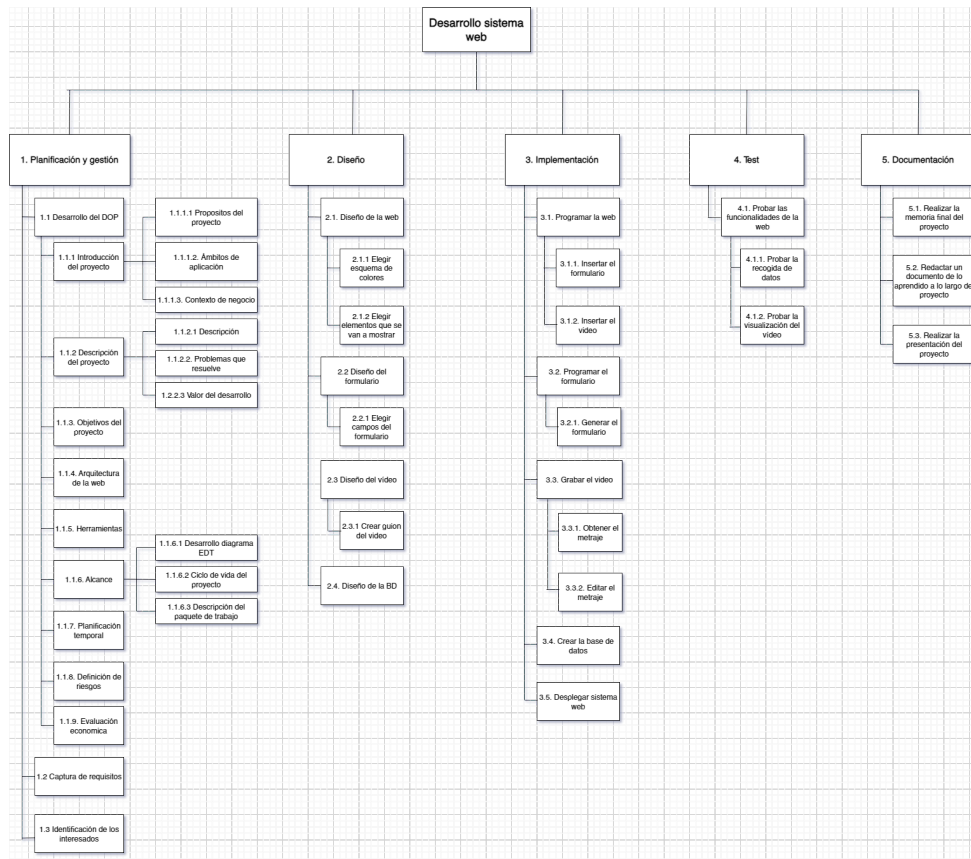 Desarrollo sistema
web
1. Planificación y gestión
2. Diseño
3. Implementación
4. Test
5. Documentación
1.1 Desarrollo del DOP
1.1.1 Introducción
del proyecto
1.1.1.1 Propositos del
proyecto
1.1.1.2. Ámbitos de
aplicación
1.1.1.3. Contexto de negocio
1.1.2 Descripción
del proyecto
1.1.2.1 Descripción
1.1.2.2. Problemas que
resuelve
1.2.2.3 Valor del desarrollo
1.1.3. Objetivos del
proyecto
1.1.4. Arquitectura
de la web
1.1.5. Herramientas
1.1.6. Alcance
1.1.6.1 Desarrollo diagrama
EDT
1.1.6.2 Ciclo de vida del
proyecto
1.1.6.3 Descripción del
paquete de trabajo
1.1.7. Planificación
temporal
1.1.8. Definición de
riesgos
1.1.9. Evaluación
economica
1.2 Captura de requisitos
1.3 Identificación de los
interesados
2.1. Diseño de la web
2.1.1 Elegir
esquema de
colores
2.1.2 Elegir
elementos que se
van a mostrar
2.2 Diseño del
formulario
2.2.1 Elegir
campos del
formulario
2.3 Diseño del video
2.3.1 Crear guion
del video
2.4. Diseño de la BD
3.1. Programar la web
3.1.1. Insertar el
formulario
3.1.2. Insertar el
video
3.2. Programar el
formulario
3.2.1. Generar el
formulario
3.3. Grabar el video
3.3.1. Obtener el
metraje
3.3.2. Editar el
metraje
3.4. Crear la base de
datos
3.5. Desplegar sistema
web
4.1. Probar las
funcionalidades de la
web
4.1.1. Probar la
recogida de
datos
4.1.2. Probar la
visualización del
vídeo
5.1. Realizar la
memoria final del
proyecto
5.2. Redactar un
documento de lo
aprendido a lo largo de
proyecto
5.3. Realizar la
presentación del
proyecto